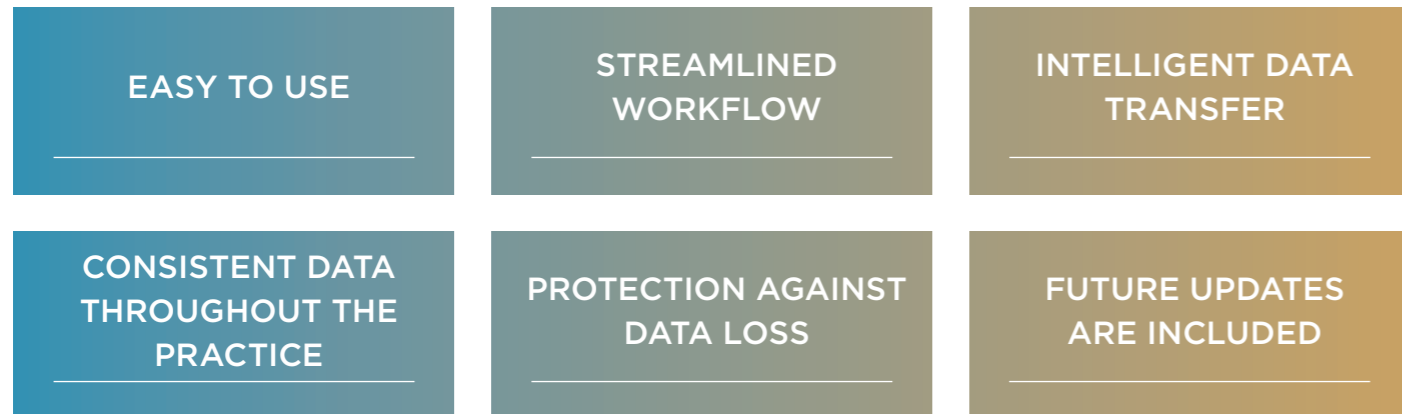 EASY TO USE
STREAMLINED
WORKFLOW
INTELLIGENT DATA
TRANSFER
CONSISTENT DATA
THROUGHOUT THE
PRACTICE
PROTECTION AGAINST
DATA LOSS
FUTURE UPDATES
ARE INCLUDED